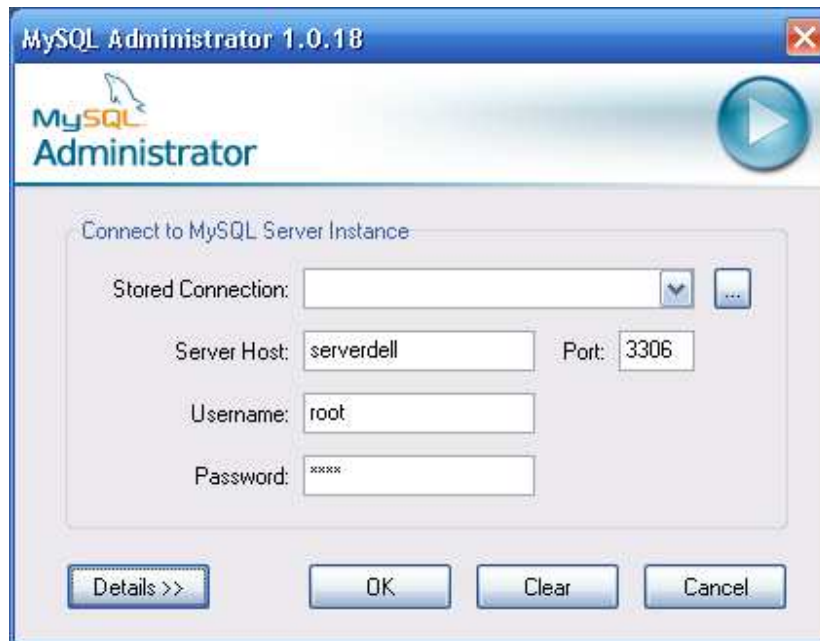 MySQL Administrator 1.0.18
MySQL
Administrator
Connect to MySQL Server Instance
Stored Connection:
...
Server Host: serverdell Port: 3306
Username: root
Password: ****
Details >> OK Clear Cancel